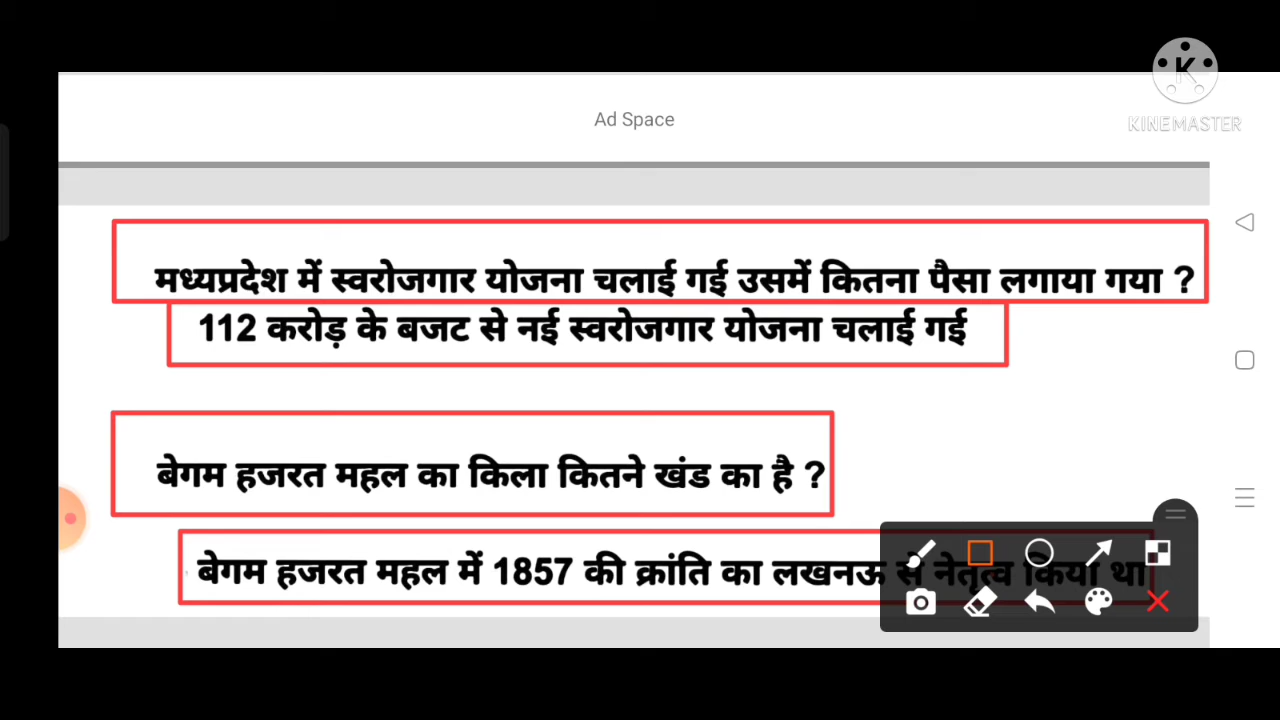 Ad Space
KINEMASTER
मध्यप्रदेश में स्वरोजगार योजना चलाई गई उसमें कितना पैसा लगाया गया ?
112 करोड़ के बजट से नई स्वरोजगार योजना चलाई गई
बेगम हजरत महल का किला कितने खंड का है ?
बेगम हजरत महल में 1857 की क्रांति का लखनऊ से नेतृत्व किया था